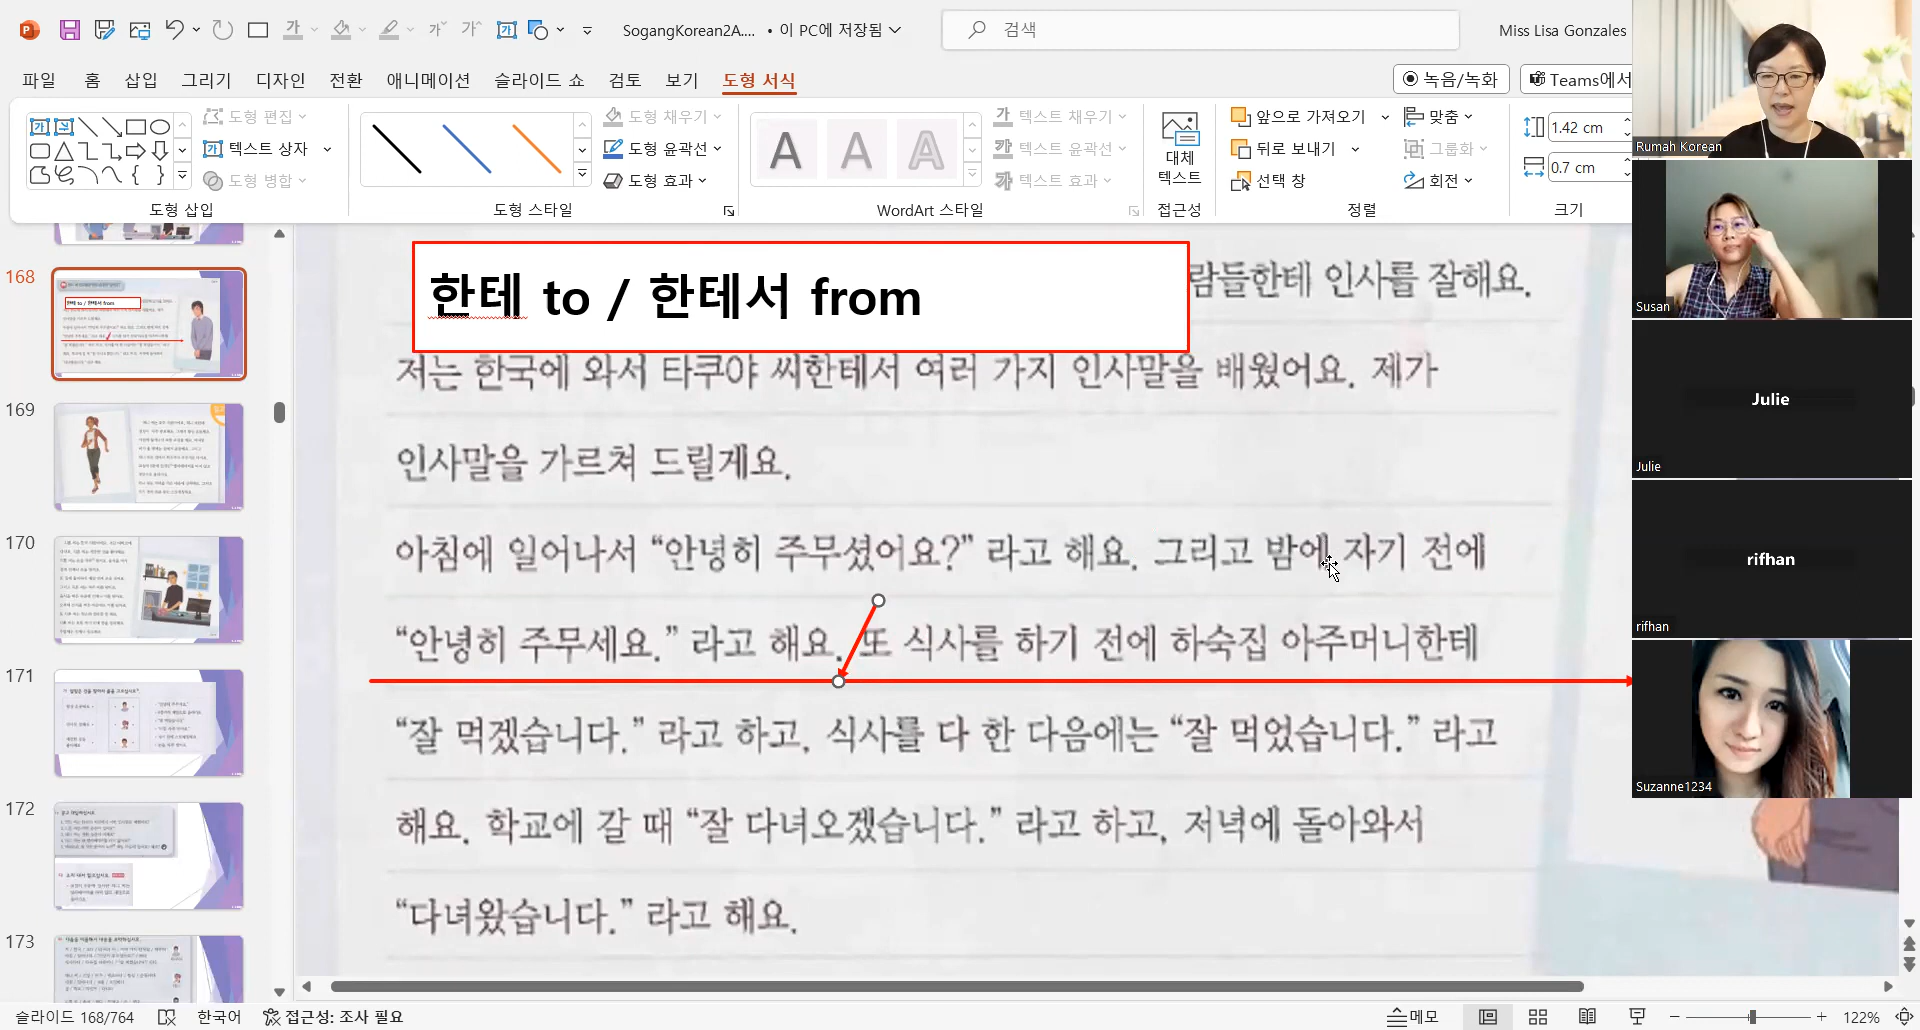 SogangKorean2A.... • 이 PC에 저장됨
검색
Miss Lisa Gonzales
파일 홈 삽입 그리기 디자인 전환 애니메이션 슬라이드 쇼 검토 보기 도형 서식
녹음/녹화
Teams에서
도형 편집
텍스트 상자
도형 병합
도형 삽입
도형 채우기
도형 윤곽선
도형 효과
도형 스타일
텍스트 채우기
텍스트 윤곽선
텍스트 효과
WordArt 스타일
대체 텍스트
접근성
앞으로 가져오기
뒤로 보내기
선택 창
맞춤
그룹화
회전
정렬
1.42 cm
0.7 cm
크기
168
169
170
171
172
173
한테 to / 한테서 from
람들한테 인사를 잘해요.
저는 한국에 와서 타쿠야 씨한테서 여러 가지 인사말을 배웠어요. 제가
인사말을 가르쳐 드릴게요.
아침에 일어나서 “안녕히 주무셨어요?” 라고 해요. 그리고 밤에 자기 전에
“안녕히 주무세요.” 라고 해요. 또 식사를 하기 전에 하숙집 아주머니한테
“잘 먹겠습니다.” 라고 하고, 식사를 다 한 다음에는 “잘 먹었습니다.” 라고
해요. 학교에 갈 때 “잘 다녀오겠습니다.” 라고 하고, 저녁에 돌아와서
“다녀왔습니다.” 라고 해요.
Rumah Korean
Susan
Julie
Julie
rifhan
rifhan
Suzanne1234
슬라이드 168/764
한국어
접근성: 조사 필요
메모
122%